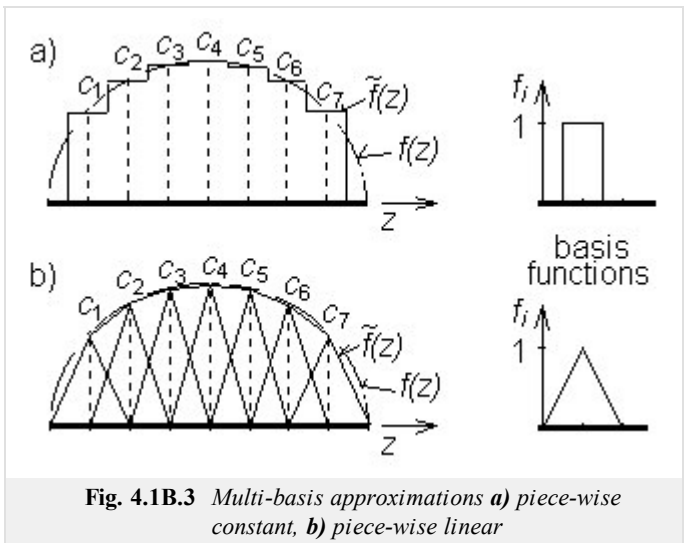 a)
c1 c2 c3 c4 c5 c6 c7
f̃(z)
f(z)
z
fi
1
basis
functions
b)
c1 c2 c3 c4 c5 c6 c7
f̃(z)
f(z)
z
fi
1
Fig. 4.1B.3 Multi-basis approximations a) piece-wise
constant, b) piece-wise linear